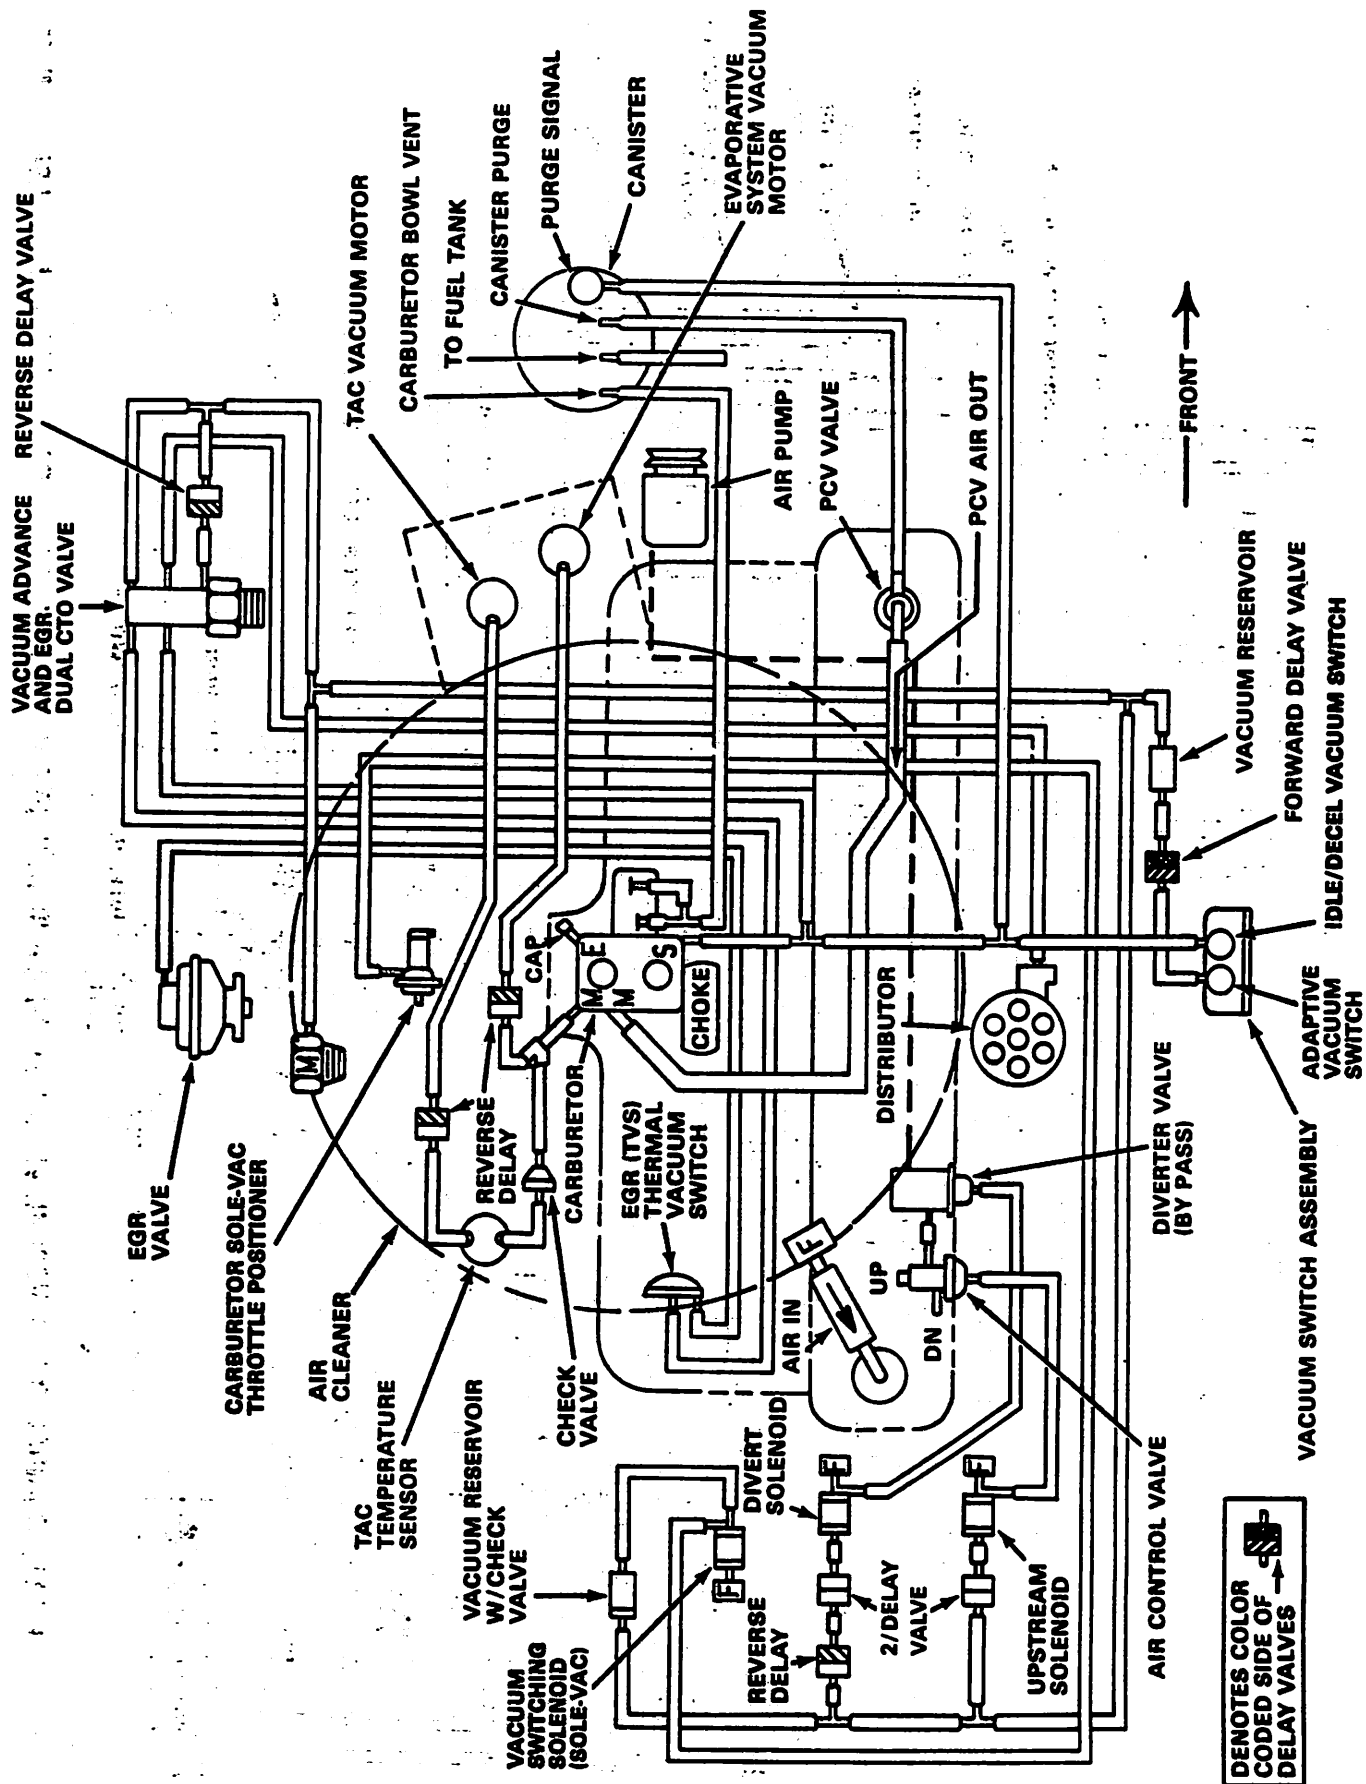 VACUUM ADVANCE
AND EGR
DUAL CTO VALVE
REVERSE DELAY VALVE
TAC VACUUM MOTOR
CARBURETOR BOWL VENT
TO FUEL TANK
CANISTER PURGE
PURGE SIGNAL
CANISTER
EVAPORATIVE
SYSTEM VACUUM
MOTOR
EGR
VALVE
M
CARBURETOR SOLE-VAC
THROTTLE POSITIONER
AIR
CLEANER
TAC
TEMPERATURE
SENSOR
REVERSE
DELAY
CAP
E
S
M
M
CHOKE
CARBURETOR
CHECK
VALVE
EGR (TVS)
THERMAL
VACUUM
SWITCH
AIR PUMP
PCV VALVE
PCV AIR OUT
FRONT
VACUUM RESERVOIR
W/CHECK
VALVE
VACUUM
SWITCHING
SOLENOID
(SOLE-VAC)
F
DIVERT
SOLENOID
F
AIR IN
F
UP
DN
DISTRIBUTOR
DIVERTER VALVE
(BY PASS)
REVERSE
DELAY
2/DELAY
VALVE
F
UPSTREAM
SOLENOID
AIR CONTROL VALVE
VACUUM SWITCH ASSEMBLY
ADAPTIVE
VACUUM
SWITCH
IDLE/DECEL VACUUM SWITCH
FORWARD DELAY VALVE
VACUUM RESERVOIR
DENOTES COLOR
CODED SIDE OF
DELAY VALVES